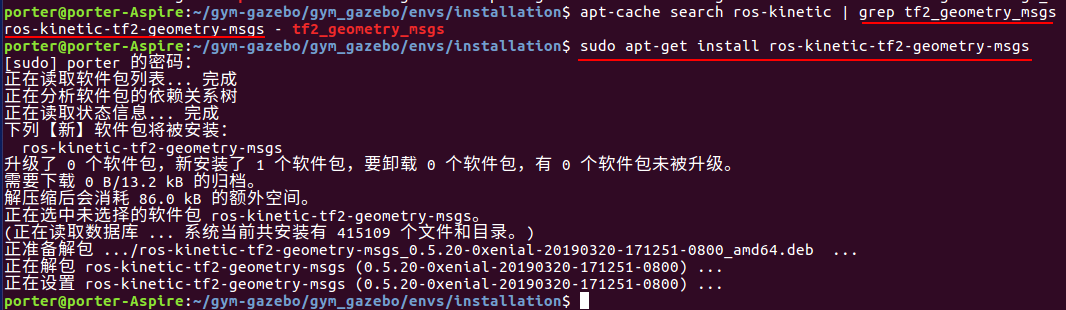 porter@porter-Aspire:~/gym-gazebo/gym_gazebo/envs/installation$ apt-cache search ros-kinetic | grep tf2_geometry_msgs
ros-kinetic-tf2-geometry-msgs - tf2_geometry_msgs
porter@porter-Aspire:~/gym-gazebo/gym_gazebo/envs/installation$ sudo apt-get install ros-kinetic-tf2-geometry-msgs
[sudo] porter 的密码：
正在读取软件包列表... 完成
正在分析软件包的依赖关系树
正在读取状态信息... 完成
下列【新】软件包将被安装：
  ros-kinetic-tf2-geometry-msgs
升级了 0 个软件包，新安装了 1 个软件包，要卸载 0 个软件包，有 0 个软件包未被升级。
需要下载 0 B/13.2 kB 的归档。
解压缩后会消耗 86.0 kB 的额外空间。
正在选中未选择的软件包 ros-kinetic-tf2-geometry-msgs。
(正在读取数据库 ... 系统当前共安装有 415109 个文件和目录。)
正准备解包 .../ros-kinetic-tf2-geometry-msgs_0.5.20-0xenial-20190320-171251-0800_amd64.deb  ...
正在解包 ros-kinetic-tf2-geometry-msgs (0.5.20-0xenial-20190320-171251-0800) ...
正在设置 ros-kinetic-tf2-geometry-msgs (0.5.20-0xenial-20190320-171251-0800) ...
porter@porter-Aspire:~/gym-gazebo/gym_gazebo/envs/installation$